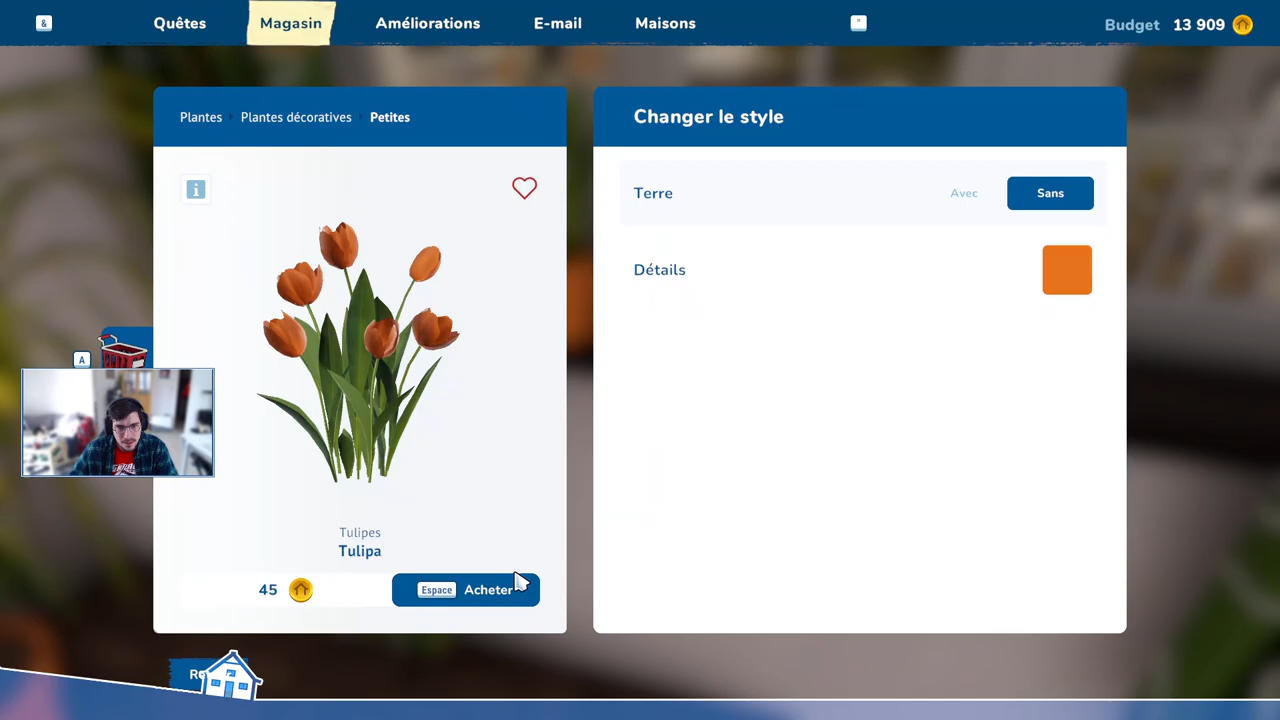 &
Quêtes
Magasin
Améliorations
E-mail
Maisons
"
Budget 13 909
Plantes
Plantes décoratives
Petites
Changer le style
i
Terre
Avec
Sans
Détails
A
Tulipes
Tulipa
45
Espace Acheter